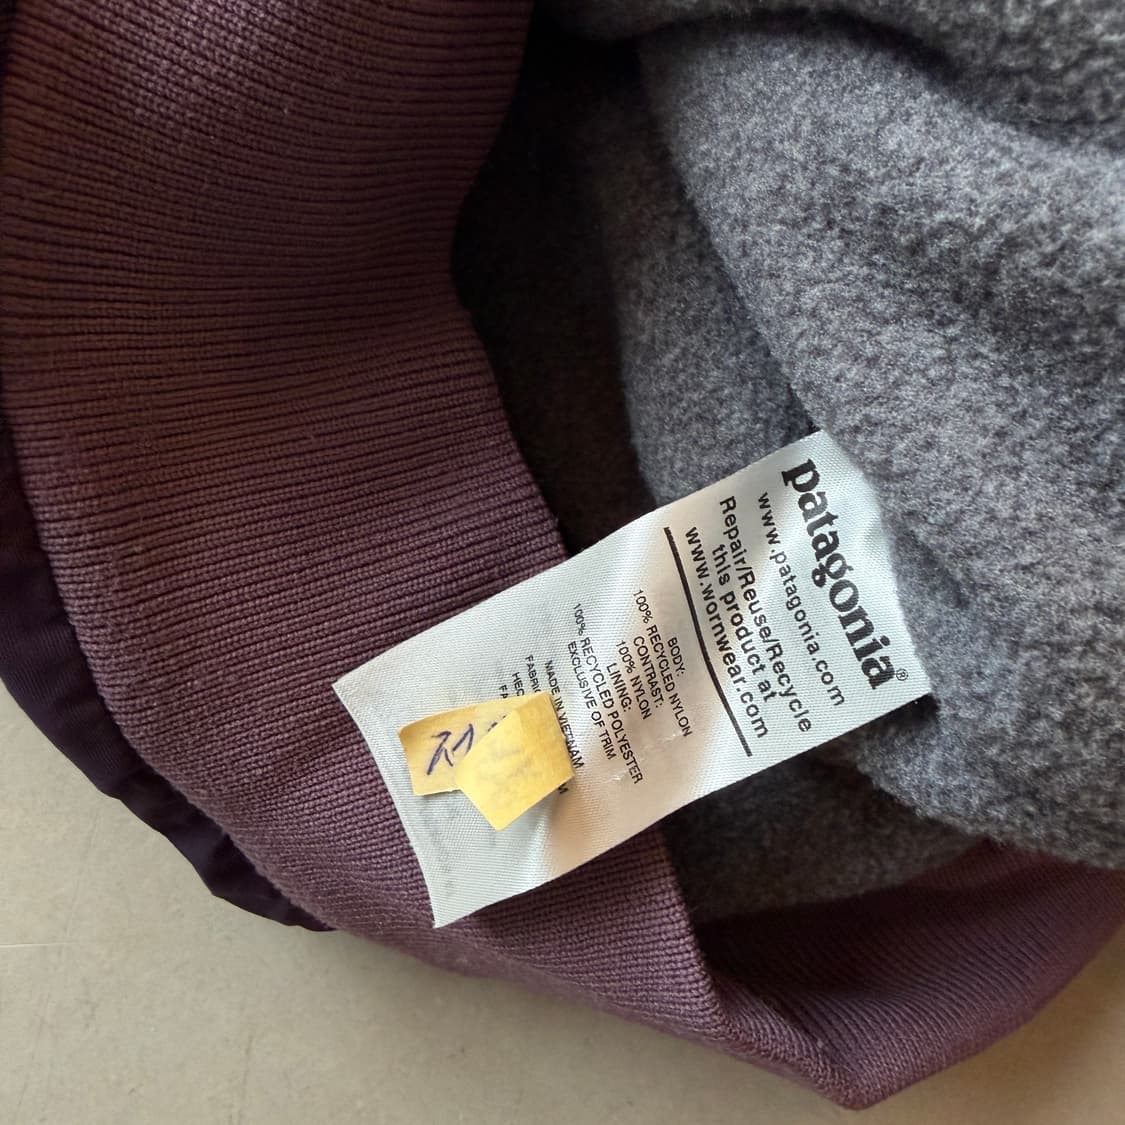 patagonia®
www.patagonia.com
Repair/Reuse/Recycle
this product at
www.wornwear.com
BODY:
100% RECYCLED NYLON
CONTRAST:
100% NYLON
LINING:
100% RECYCLED POLYESTER
EXCLUSIVE OF TRIM
MADE IN VIETNAM